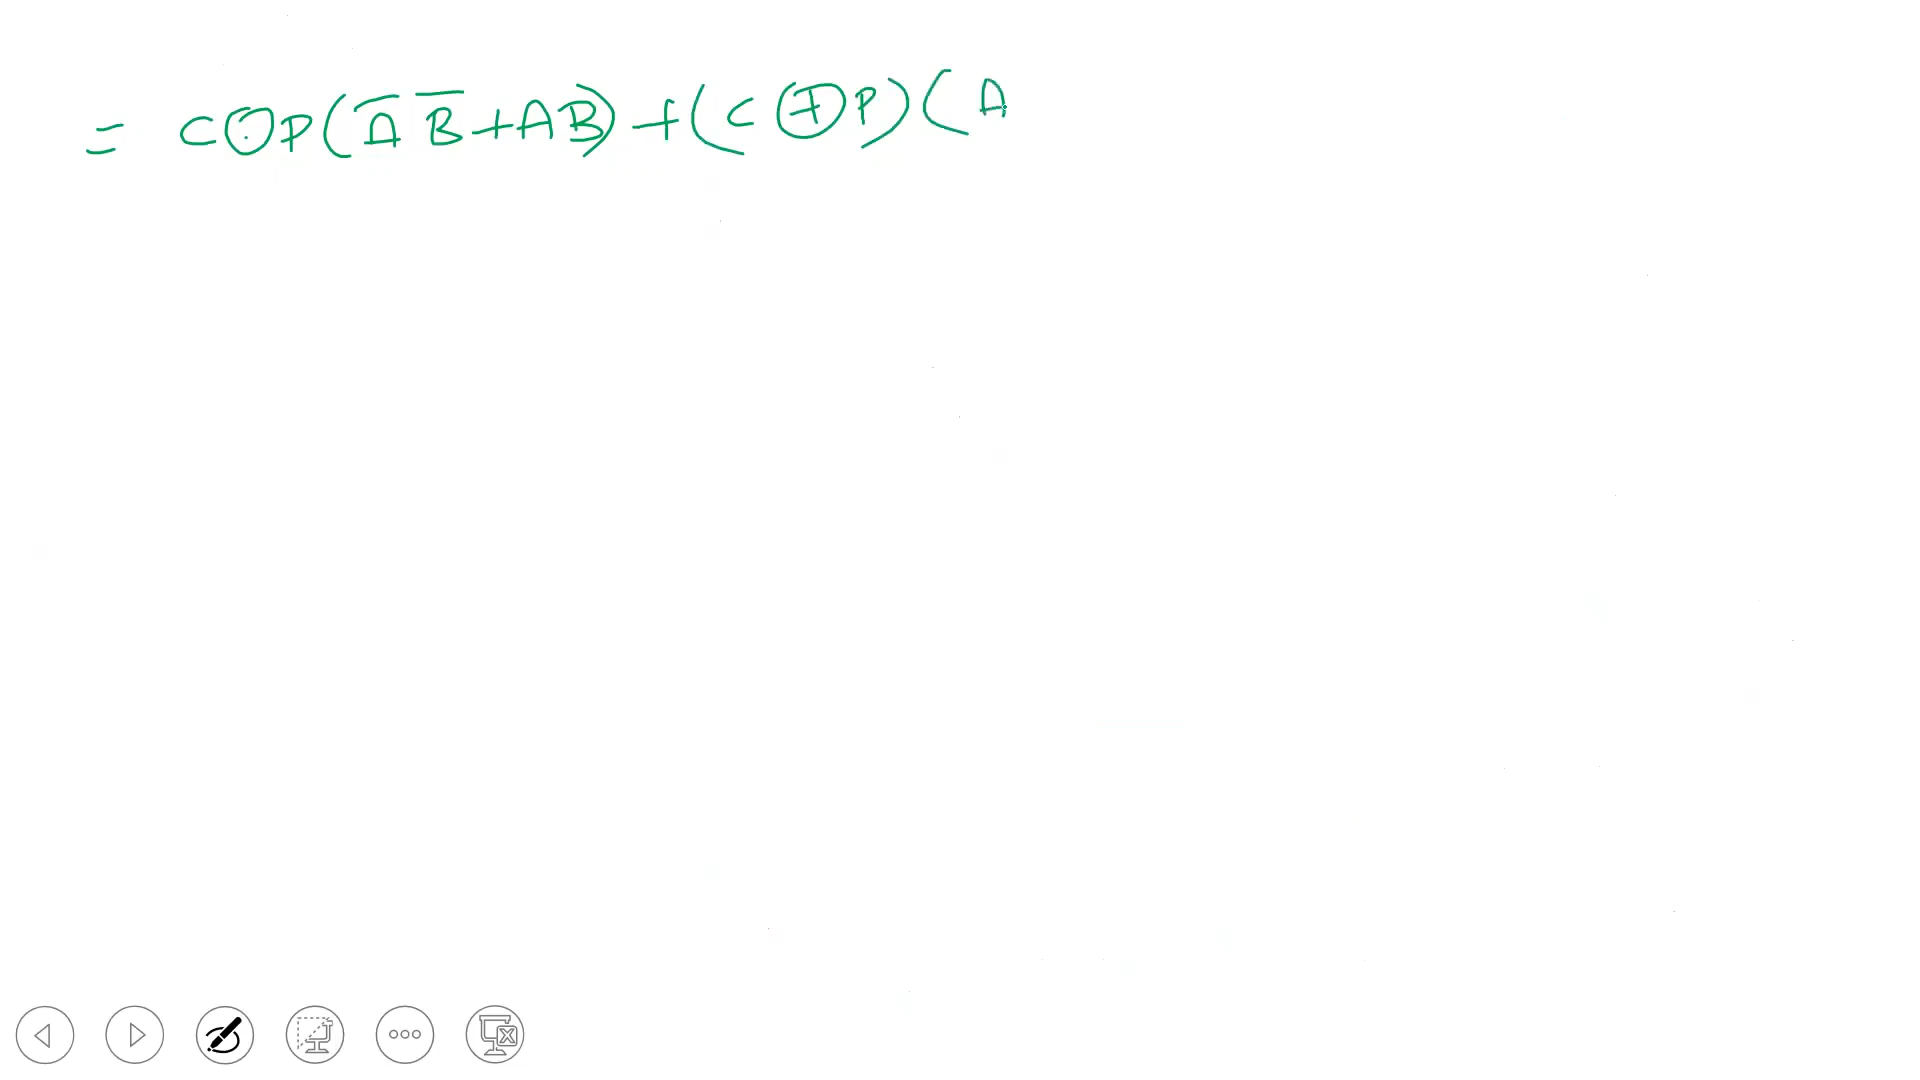 = C⊙P(A̅ B̅+AB)+(C⊕P)(A